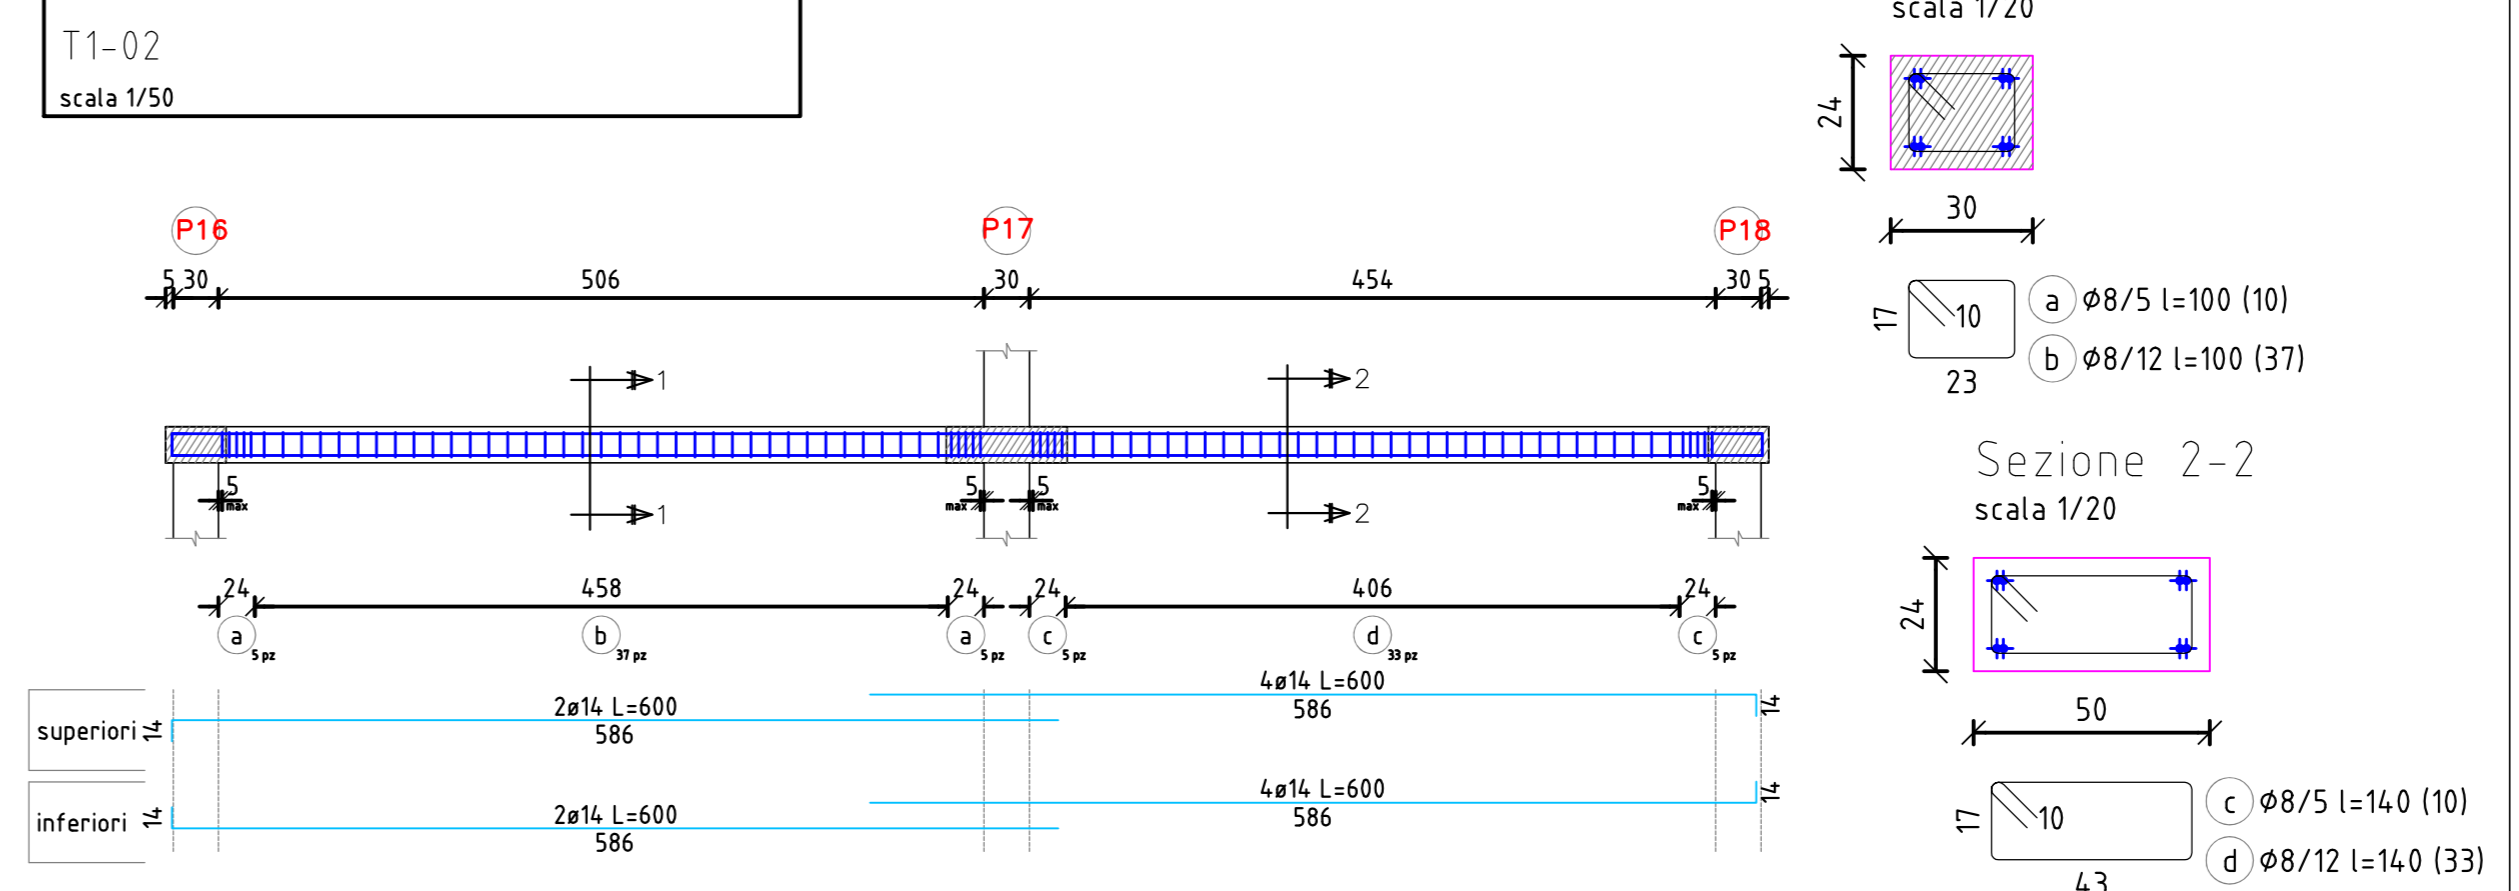 T1-02
scala 1/50
P16
P17
P18
5 30
506
30
454
30 5
1
2
5
max
5
max
5
max
5
max
1
2
24
458
24
24
406
24
a
5 pz
b
37 pz
a
5 pz
c
5 pz
d
33 pz
c
5 pz
superiori
14
2ø14 L=600
586
4ø14 L=600
586
14
inferiori
14
2ø14 L=600
586
4ø14 L=600
586
14
scala 1/20
24
30
17
10
23
a
ø8/5 l=100 (10)
b
ø8/12 l=100 (37)
Sezione 2-2
scala 1/20
24
50
17
10
43
c
ø8/5 l=140 (10)
d
ø8/12 l=140 (33)